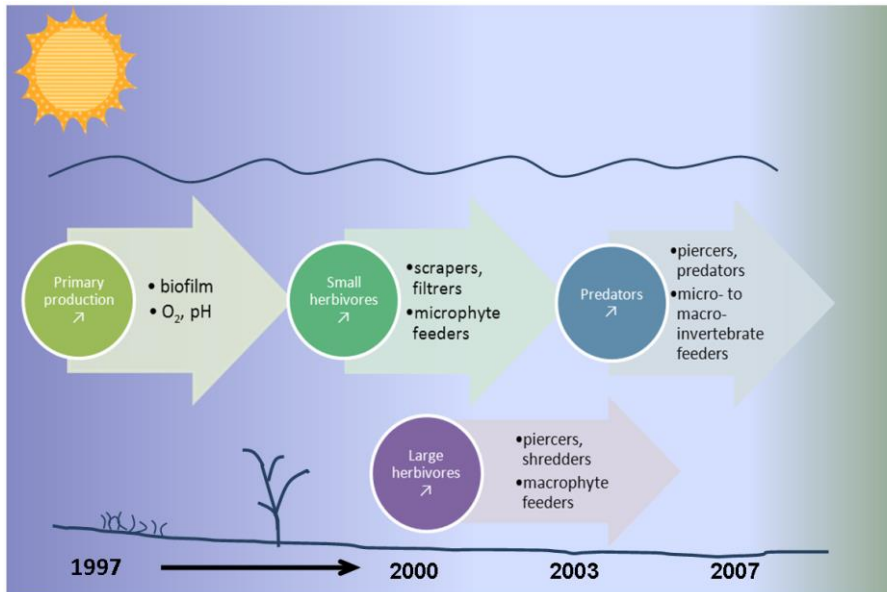 Primary
production
↗
• biofilm
• O₂, pH
Small
herbivores
↗
•scrapers,
filtrers
•microphyte
feeders
Predators
↗
•piercers,
predators
•micro- to
macro-
invertebrate
feeders
Large
herbivores
↗
•piercers,
shredders
•macrophyte
feeders
1997
2000
2003
2007